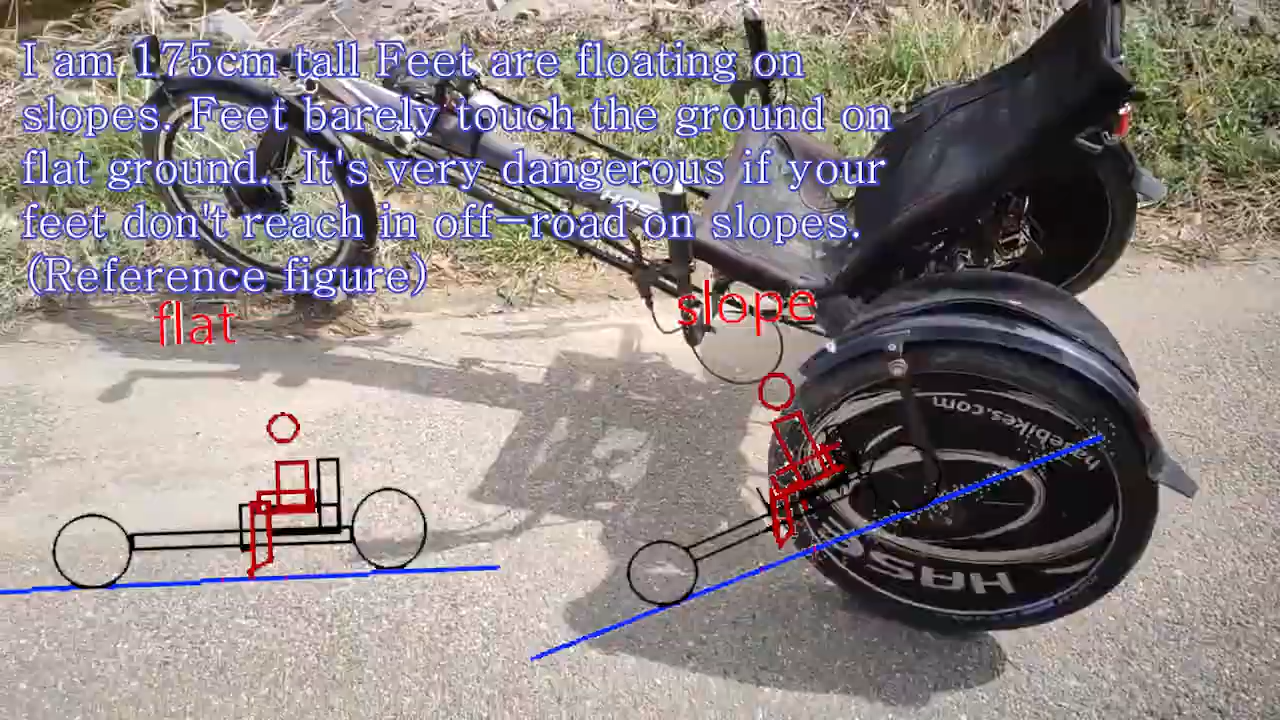 I am 175cm tall Feet are floating on
slopes. Feet barely touch the ground on
flat ground. It's very dangerous if your
feet don't reach in off-road on slopes.
(Reference figure)
flat
slope
HASE
hasebikes.com
HASE